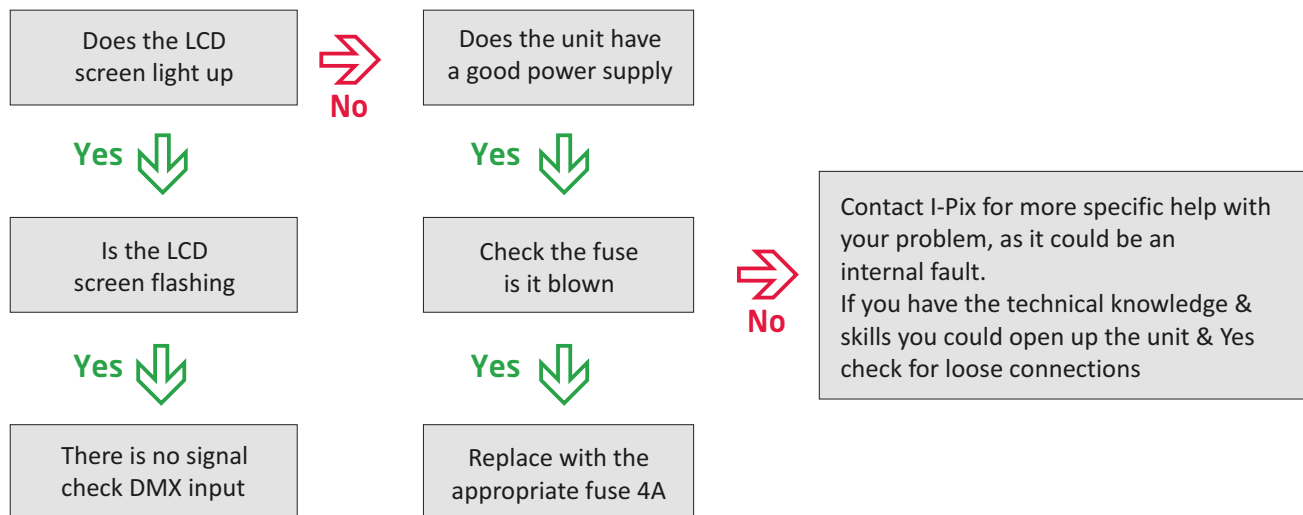 Does the LCD
screen light up
No
Does the unit have
a good power supply
Yes
Yes
Is the LCD
screen flashing
Check the fuse
is it blown
No
Contact I-Pix for more specific help with
your problem, as it could be an
internal fault.
If you have the technical knowledge &
skills you could open up the unit & Yes
check for loose connections
Yes
Yes
There is no signal
check DMX input
Replace with the
appropriate fuse 4A